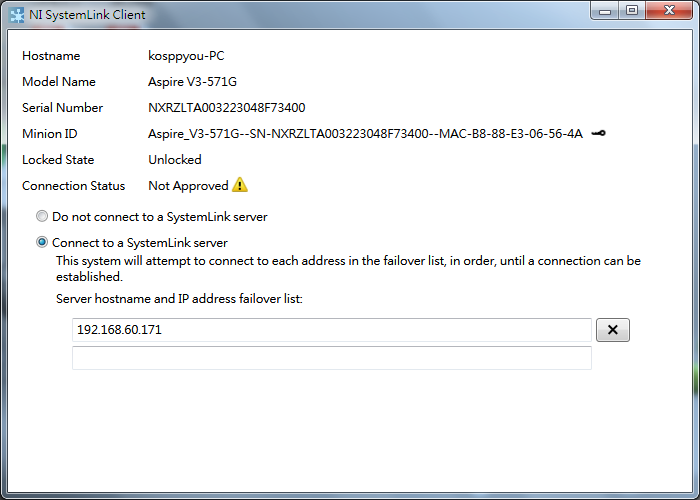 NI SystemLink Client
Hostname kosppyou-PC
Model Name Aspire V3-571G
Serial Number NXRZLTA003223048F73400
Minion ID Aspire_V3-571G--SN-NXRZLTA003223048F73400--MAC-B8-88-E3-06-56-4A
Locked State Unlocked
Connection Status Not Approved
Do not connect to a SystemLink server
Connect to a SystemLink server
This system will attempt to connect to each address in the failover list, in order, until a connection can be
established.
Server hostname and IP address failover list:
192.168.60.171